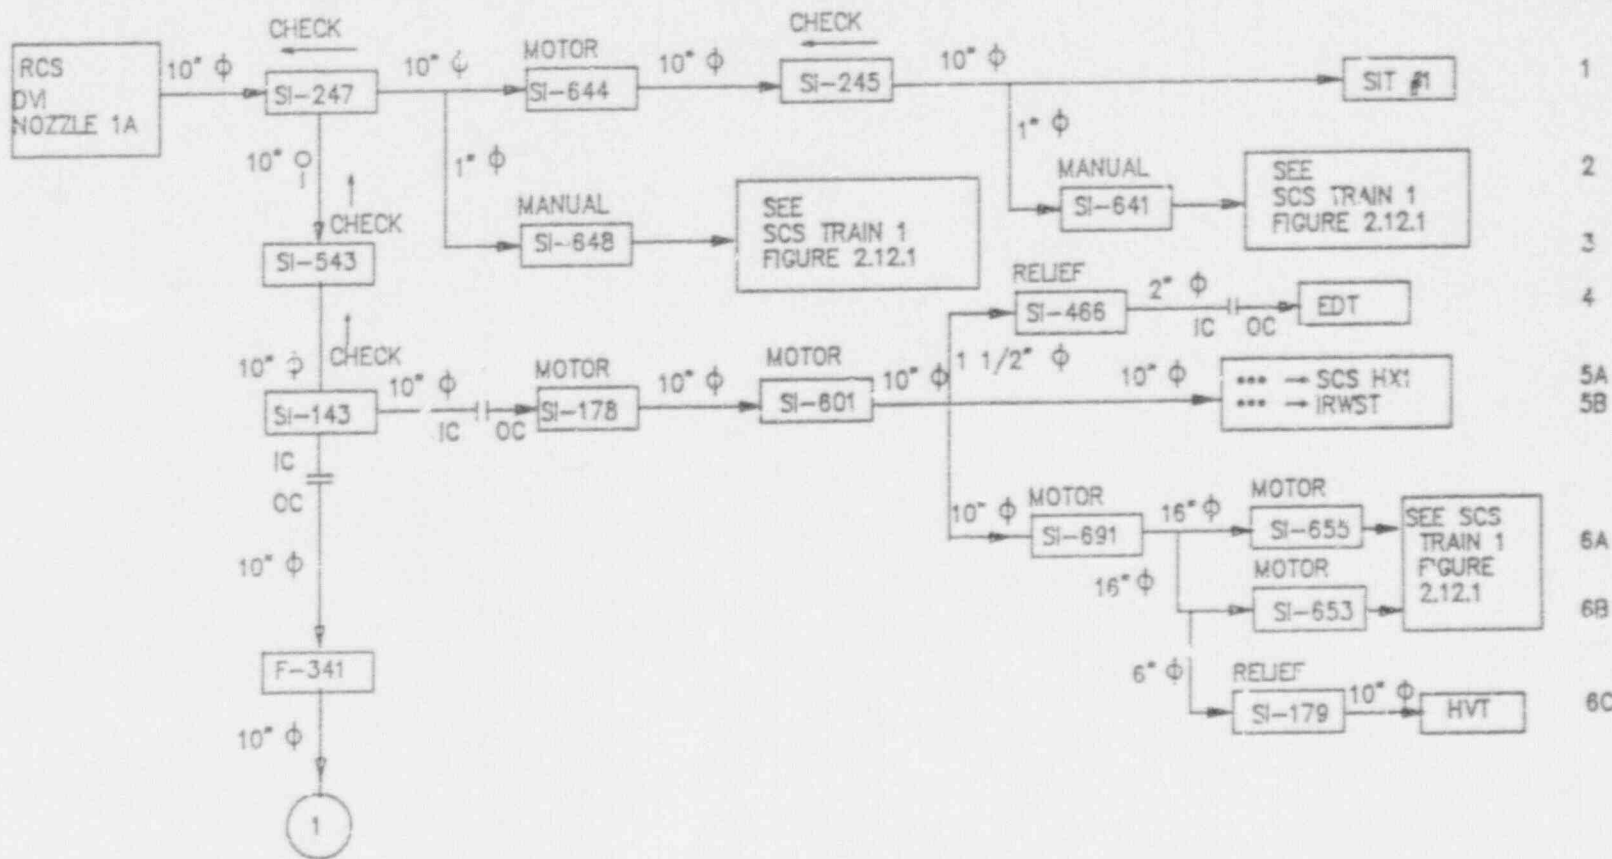 CHECK
CHECK
RCS
DVI
NOZZLE 1A
10" ϕ
SI-247
10" ϕ
MOTOR
SI-644
10" ϕ
SI-245
10" ϕ
SIT #1
1
10" ϕ
1" ϕ
1" ϕ
CHECK
SI-543
MANUAL
SI-648
SEE
SCS TRAIN 1
FIGURE 2.12.1
MANUAL
SI-641
SEE
SCS TRAIN 1
FIGURE 2.12.1
2
3
RELIEF
SI-466
2" ϕ
IC
OC
EDT
4
10" ϕ
CHECK
SI-143
10" ϕ
IC
OC
MOTOR
SI-178
10" ϕ
MOTOR
SI-601
10" ϕ
1 1/2" ϕ
10" ϕ
*** → SCS HX1
*** → IRWST
5A
5B
IC
OC
10" ϕ
10" ϕ
MOTOR
SI-691
16" ϕ
MOTOR
SI-655
SEE SCS
TRAIN 1
FIGURE
2.12.1
6A
16" ϕ
MOTOR
SI-653
6B
6" ϕ
RELIEF
SI-179
10" ϕ
HVT
6C
F-341
10" ϕ
1